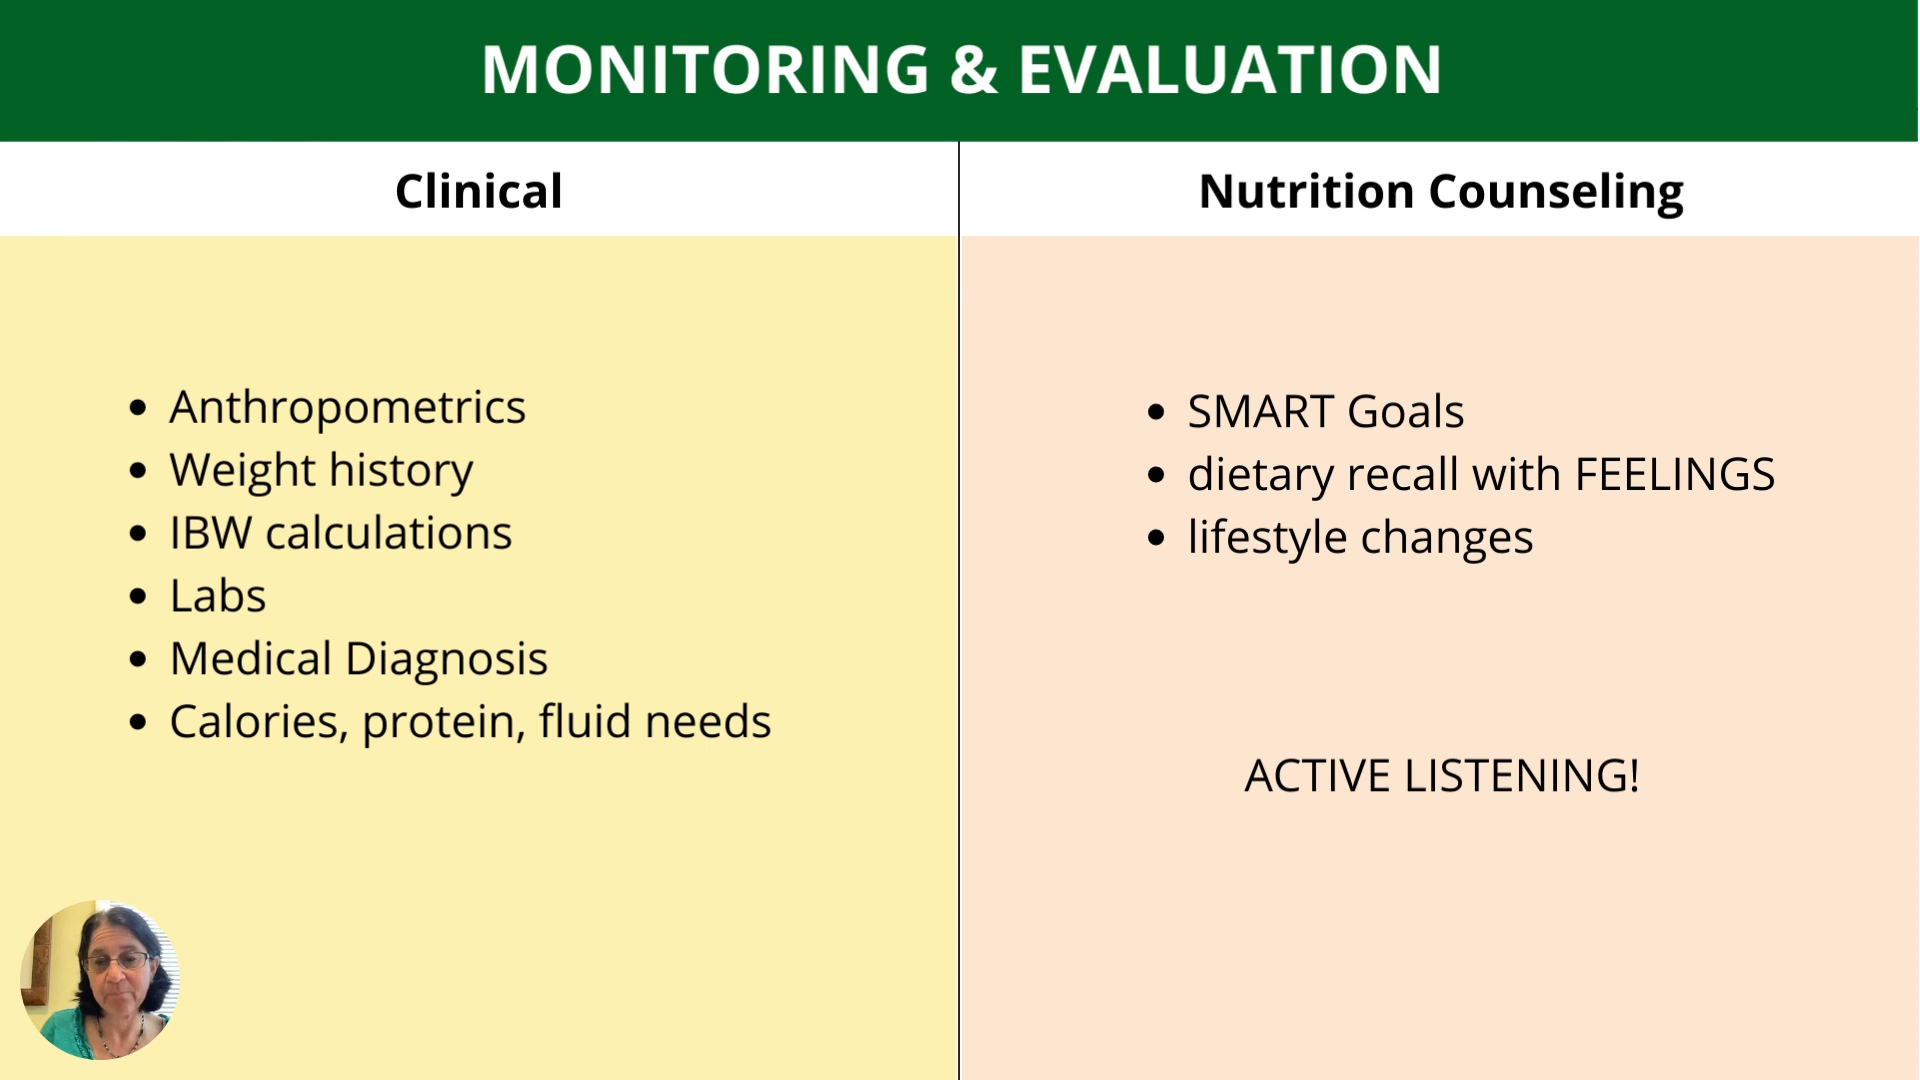 MONITORING & EVALUATION
Clinical
Nutrition Counseling
• Anthropometrics
• Weight history
• IBW calculations
• Labs
• Medical Diagnosis
• Calories, protein, fluid needs
• SMART Goals
• dietary recall with FEELINGS
• lifestyle changes
ACTIVE LISTENING!